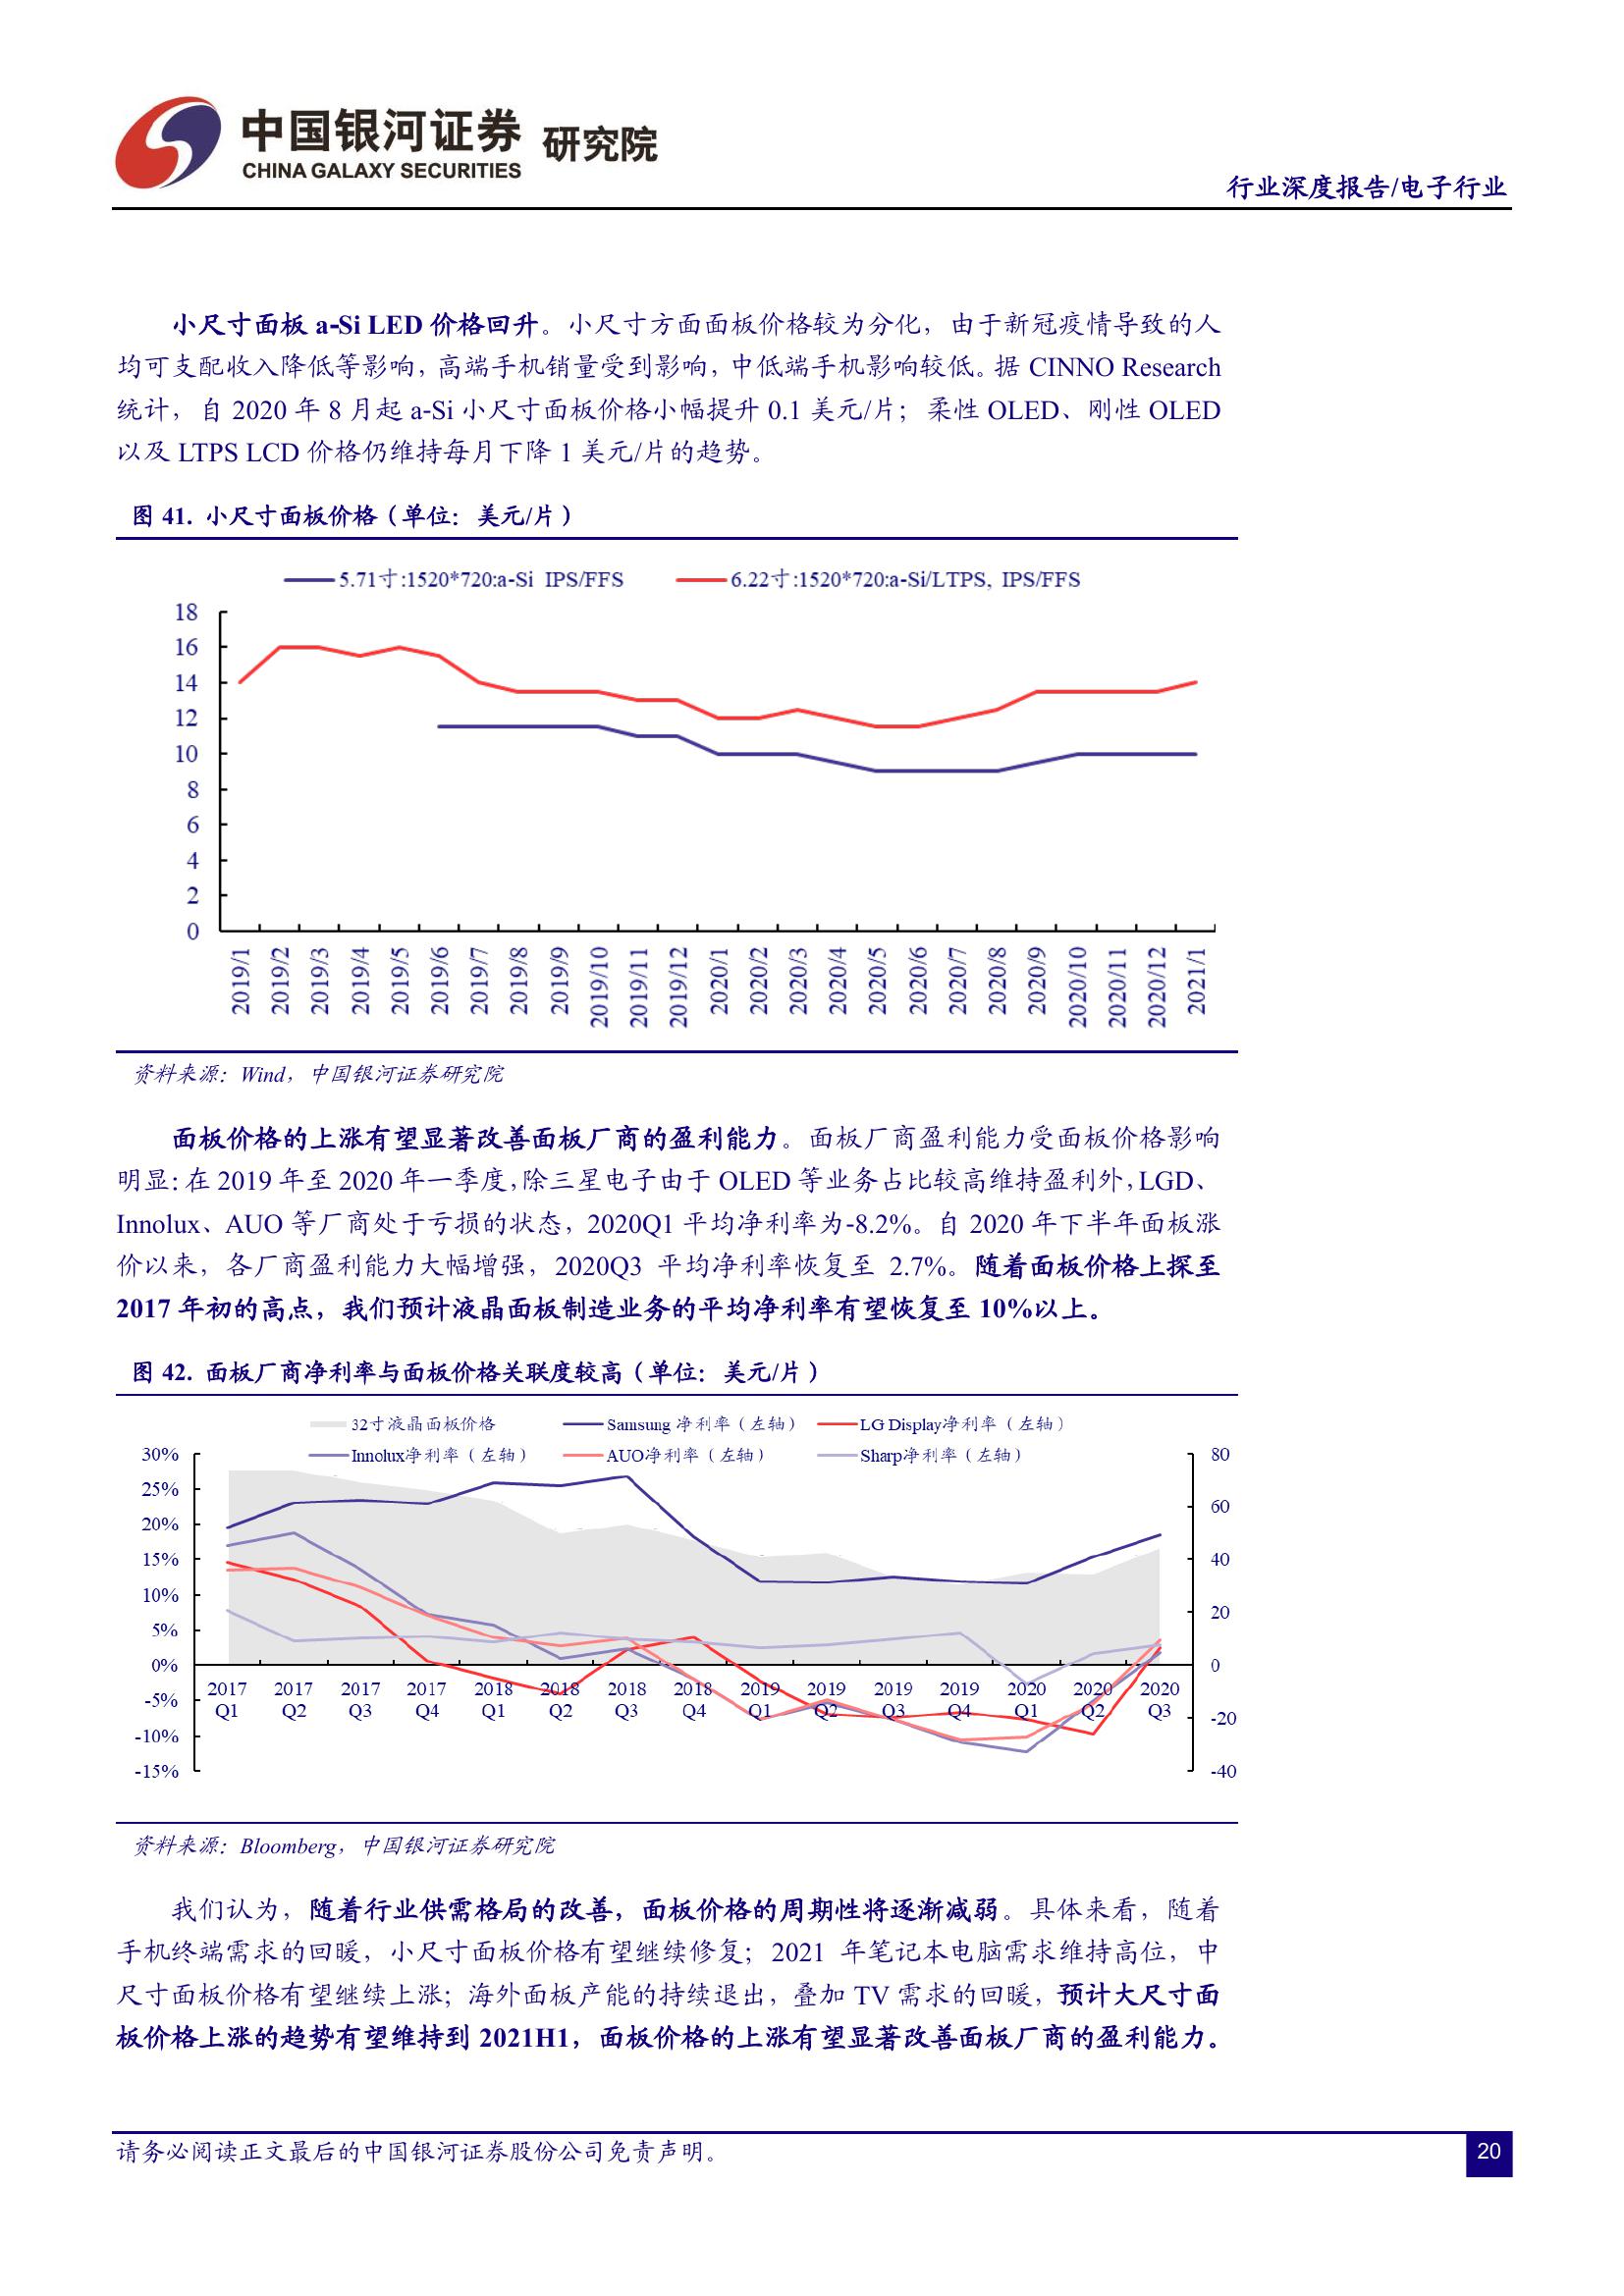 中国银河证券 研究院
CHINA GALAXY SECURITIES
行业深度报告/电子行业
小尺寸面板 a-Si LED 价格回升。小尺寸方面面板价格较为分化，由于新冠疫情导致的人
均可支配收入降低等影响，高端手机销量受到影响，中低端手机影响较低。据 CINNO Research
统计，自 2020 年 8 月起 a-Si 小尺寸面板价格小幅提升 0.1 美元/片；柔性 OLED、刚性 OLED
以及 LTPS LCD 价格仍维持每月下降 1 美元/片的趋势。
图 41. 小尺寸面板价格（单位：美元/片）
5.71寸:1520*720:a-Si IPS/FFS
6.22寸:1520*720:a-Si/LTPS, IPS/FFS
18
16
14
12
10
8
6
4
2
0
2019/1 2019/2 2019/3 2019/4 2019/5 2019/6 2019/7 2019/8 2019/9 2019/10 2019/11 2019/12 2020/1 2020/2 2020/3 2020/4 2020/5 2020/6 2020/7 2020/8 2020/9 2020/10 2020/11 2020/12 2021/1
资料来源：Wind，中国银河证券研究院
面板价格的上涨有望显著改善面板厂商的盈利能力。面板厂商盈利能力受面板价格影响
明显：在 2019 年至 2020 年一季度，除三星电子由于 OLED 等业务占比较高维持盈利外，LGD、
Innolux、AUO 等厂商处于亏损的状态，2020Q1 平均净利率为-8.2%。自 2020 年下半年面板涨
价以来，各厂商盈利能力大幅增强，2020Q3 平均净利率恢复至 2.7%。随着面板价格上探至
2017 年初的高点，我们预计液晶面板制造业务的平均净利率有望恢复至 10%以上。
图 42. 面板厂商净利率与面板价格关联度较高（单位：美元/片）
32寸液晶面板价格 Samsung 净利率（左轴） LG Display净利率（左轴）
Innolux净利率（左轴） AUO净利率（左轴） Sharp净利率（左轴）
30%
25%
20%
15%
10%
5%
0%
-5%
-10%
-15%
80
60
40
20
0
-20
-40
2017 2017 2017 2017 2018 2018 2018 2018 2019 2019 2019 2019 2020 2020 2020
Q1 Q2 Q3 Q4 Q1 Q2 Q3 Q4 Q1 Q2 Q3 Q4 Q1 Q2 Q3
资料来源：Bloomberg，中国银河证券研究院
我们认为，随着行业供需格局的改善，面板价格的周期性将逐渐减弱。具体来看，随着
手机终端需求的回暖，小尺寸面板价格有望继续修复；2021 年笔记本电脑需求维持高位，中
尺寸面板价格有望继续上涨；海外面板产能的持续退出，叠加 TV 需求的回暖，预计大尺寸面
板价格上涨的趋势有望维持到 2021H1，面板价格的上涨有望显著改善面板厂商的盈利能力。
请务必阅读正文最后的中国银河证券股份公司免责声明。
20